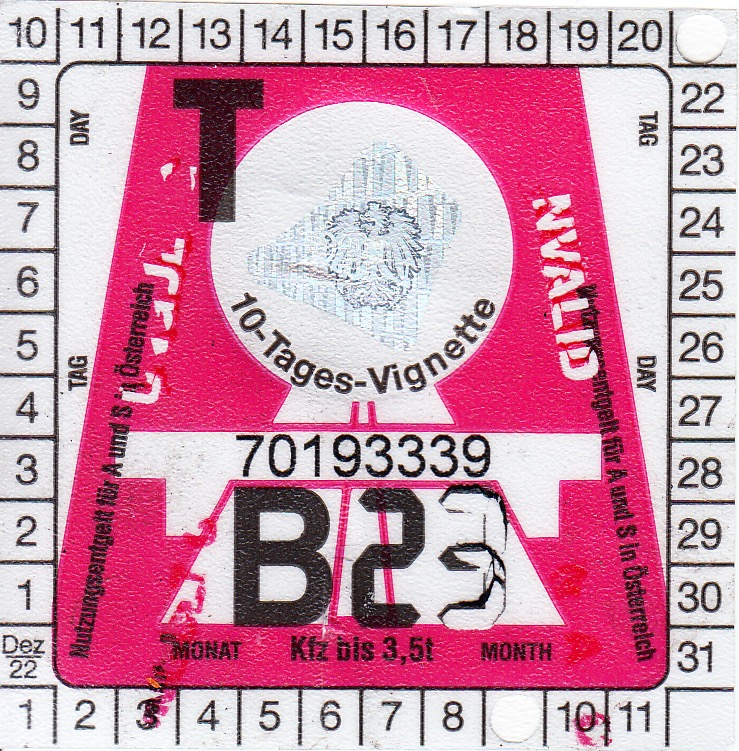 10 11 12 13 14 15 16 17 18 19 20
9 22
8 23
7 24
6 25
5 26
4 27
3 28
2 29
1 30
Dez 22 31
1 2 3 4 5 6 7 8 10 11
DAY
TAG
T
10-Tages-Vignette
NVALID
TAG
DAY
Nutzungsentgelt für A und S in Österreich
Nutzungsentgelt für A und S in Österreich
70193339
B23
MONAT Kfz bis 3,5t MONTH